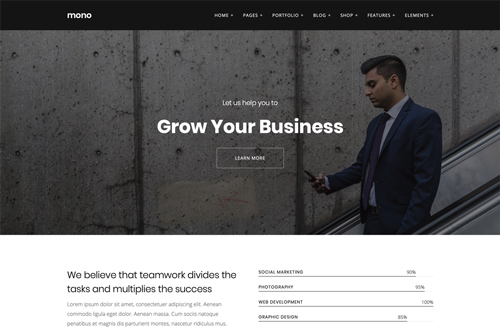 mono
HOME + PAGES + PORTFOLIO + BLOG + SHOP + FEATURES + ELEMENTS +
Let us help you to
Grow Your Business
LEARN MORE
We believe that teamwork divides the
tasks and multiplies the success
Lorem ipsum dolor sit amet, consectetuer adipiscing elit. Aenean
commodo ligula eget dolor. Aenean massa. Cum sociis natoque
penatibus et magnis dis parturient montes, nascetur ridiculus mus.
SOCIAL MARKETING 90%
PHOTOGRAPHY 95%
WEB DEVELOPMENT 100%
GRAPHIC DESIGN 85%